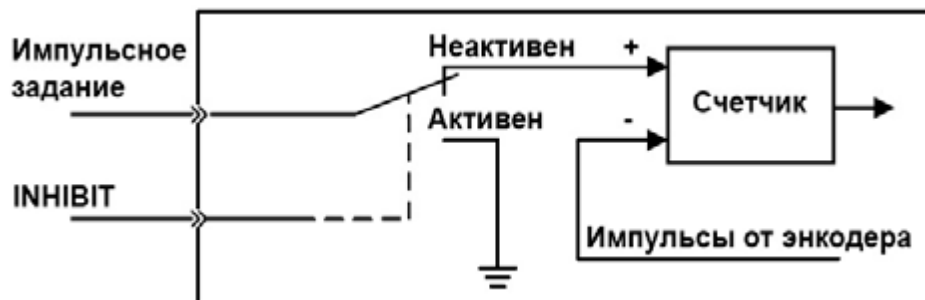 Импульсное
задание
Неактивен
+
Счетчик
Активен
-
INHIBIT
Импульсы от энкодера